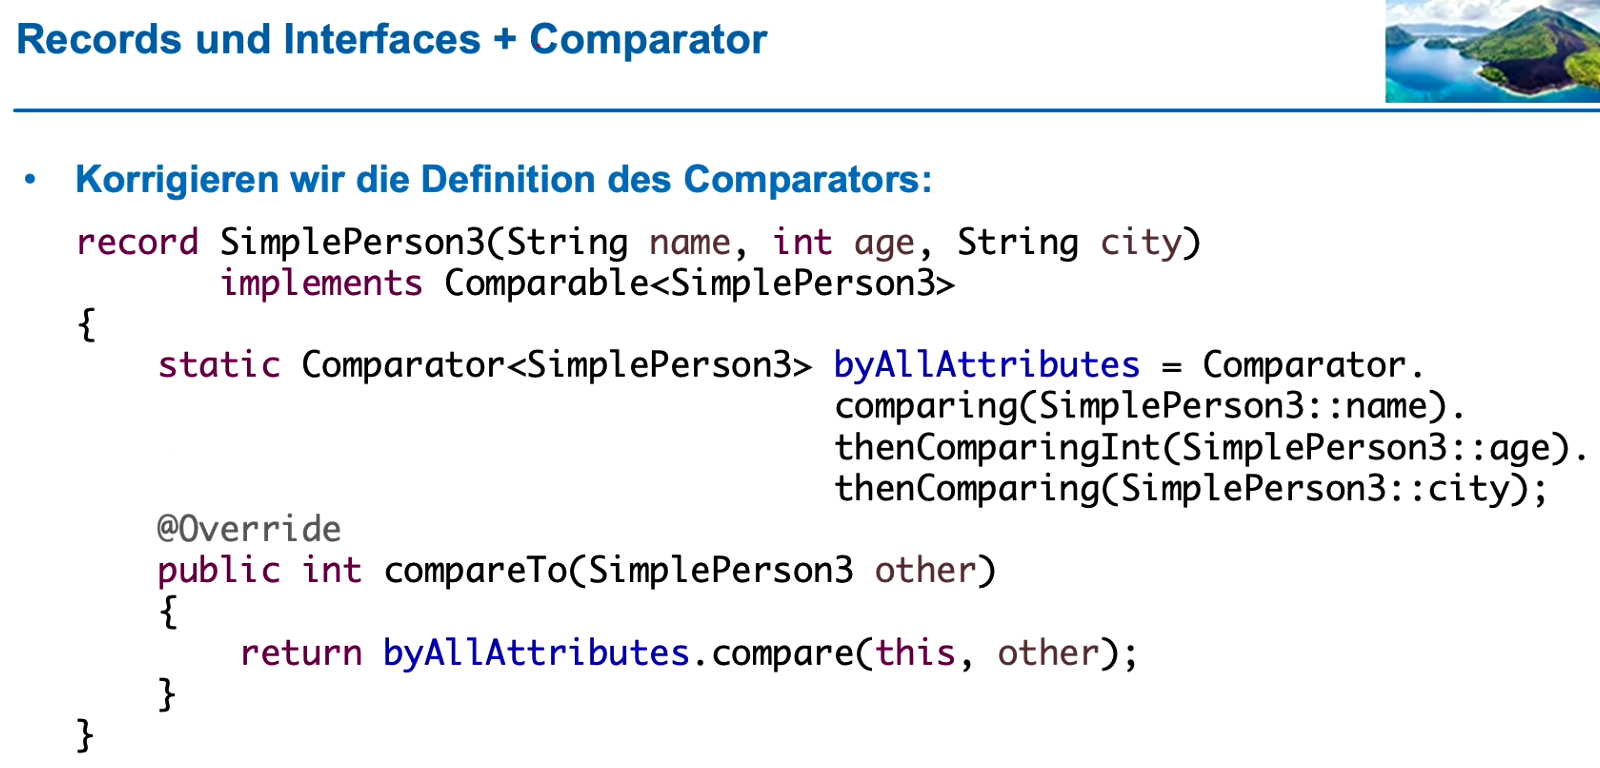 Records und Interfaces + Comparator
• Korrigieren wir die Definition des Comparators:
record SimplePerson3(String name, int age, String city)
implements Comparable<SimplePerson3>
{
static Comparator<SimplePerson3> byAllAttributes = Comparator.
comparing(SimplePerson3::name).
thenComparingInt(SimplePerson3::age).
thenComparing(SimplePerson3::city);
@Override
public int compareTo(SimplePerson3 other)
{
return byAllAttributes.compare(this, other);
}
}